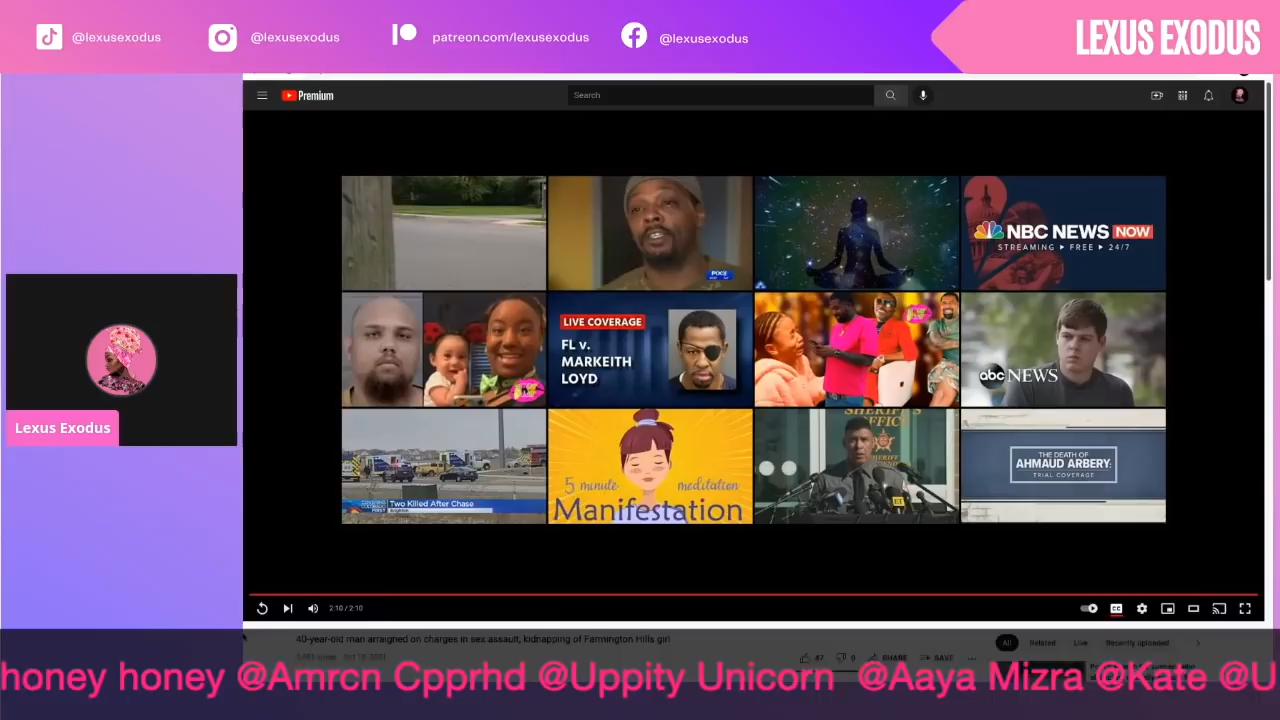 @lexusexodus
@lexusexodus
patreon.com/lexusexodus
@lexusexodus
LEXUS EXODUS
Premium
Search
NBC NEWS NOW
STREAMING ▸ FREE ▸ 24/7
LIVE COVERAGE
FL v.
MARKEITH
LOYD
abc NEWS
Lexus Exodus
Two Killed After Chase
Brighton
5 minute meditation
Manifestation
SHERIFF'S
OFFICE
THE DEATH OF
AHMAUD ARBERY:
TRIAL COVERAGE
2:10 / 2:10
CC
40-year-old man arraigned on charges in sex assault, kidnapping of Farmington Hills girl
All Related Live Recently uploaded
47 0 SHARE SAVE
honey honey @Amrcn Cpprhd @Uppity Unicorn @Aaya Mizra @Kate @U